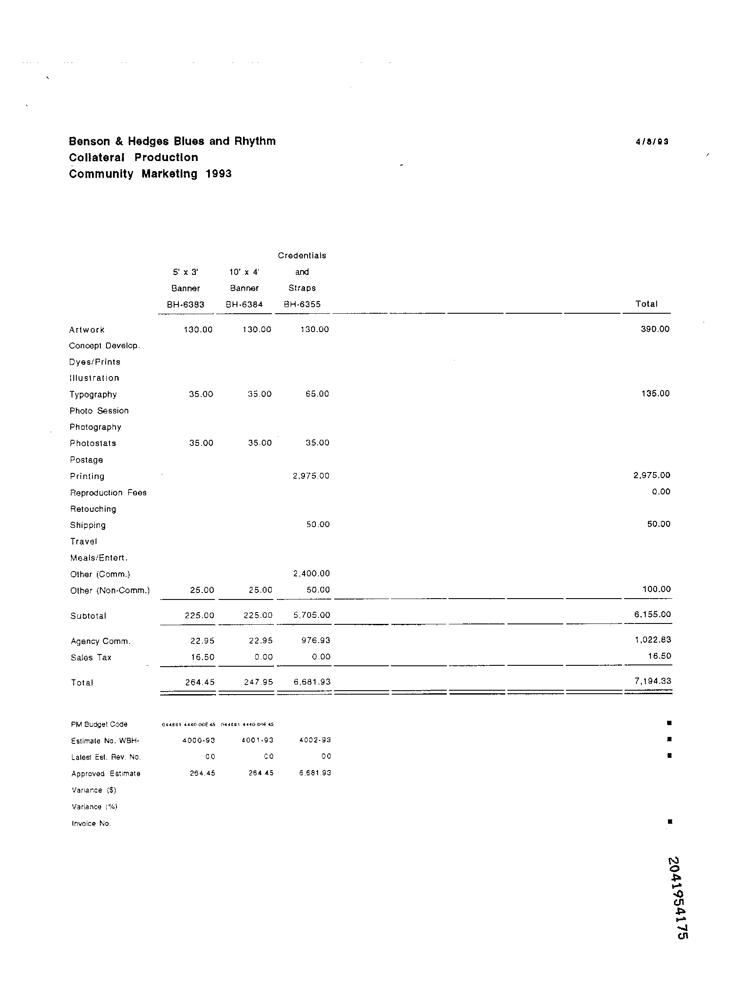 Benson & Hedges Blues and Rhythm 4/8/93
Collateral Production
Community Marketing 1993
Credentials
5' x 3' 10' x 4' and
Banner Banner Straps
BH-6383 BH-6384 BH-6355 Total
Artwork 130.00 130.00 130.00 390.00
Concept Develop.
Dyes/Prints
Illustration
Typography 35.00 35.00 65.00 135.00
Photo Session
Photography
Photostats 35.00 35.00 35.00
Postage
Printing 2,975.00 2,975.00
Reproduction Fees 0.00
Retouching
Shipping 50.00 50.00
Travel
Meals/Entert.
Other (Comm.) 2,400.00
Other (Non-Comm.) 25.00 25.00 50.00 100.00
Subtotal 225.00 225.00 5,705.00 6,155.00
Agency Comm. 22.95 22.95 976.93 1,022.83
Sales Tax 16.50 0.00 0.00 16.50
Total 264.45 247.95 6,681.93 7,194.33
PM Budget Code
Estimate No. WBH- 4000-93 4001-93 4002-93
Latest Est. Rev. No. 00 00 00
Approved Estimate 264.45 264.45 6,681.93
Variance ($)
Variance (%)
Invoice No.
2041954175